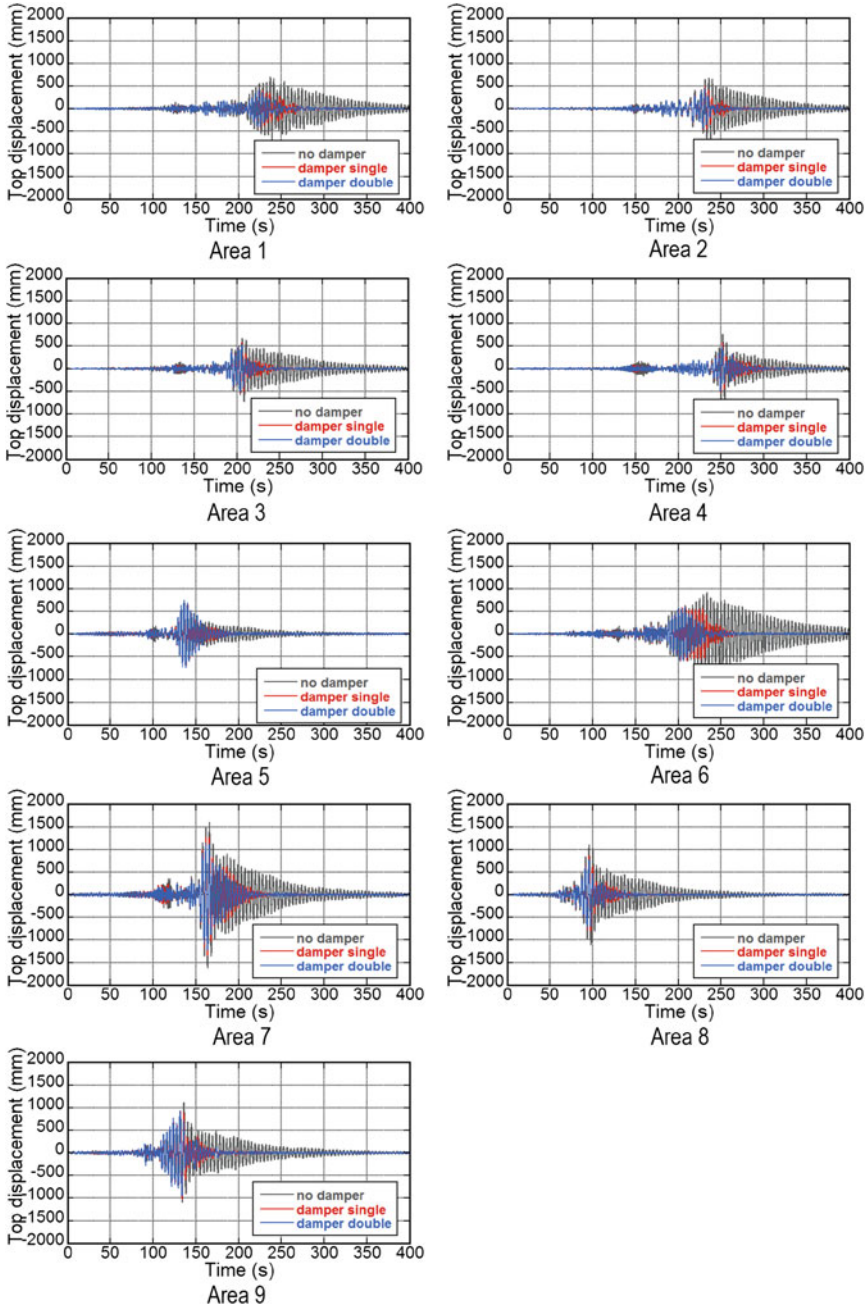 2000
1500
1000
500
0
-500
1000
-1500
-2000
Top displacement (mm)
no damper
damper single
damper double
0 50 100 150 200 250 300 350 400
Time (s)
Area 1
2000
1500
1000
500
0
-500
1000
-1500
-2000
Top displacement (mm)
no damper
damper single
damper double
0 50 100 150 200 250 300 350 400
Time (s)
Area 2
2000
1500
1000
500
0
-500
1000
-1500
-2000
Top displacement (mm)
no damper
damper single
damper double
0 50 100 150 200 250 300 350 400
Time (s)
Area 3
2000
1500
1000
500
0
-500
1000
-1500
-2000
Top displacement (mm)
no damper
damper single
damper double
0 50 100 150 200 250 300 350 400
Time (s)
Area 4
2000
1500
1000
500
0
-500
1000
-1500
-2000
Top displacement (mm)
no damper
damper single
damper double
0 50 100 150 200 250 300 350 400
Time (s)
Area 5
2000
1500
1000
500
0
-500
1000
-1500
-2000
Top displacement (mm)
no damper
damper single
damper double
0 50 100 150 200 250 300 350 400
Time (s)
Area 6
2000
1500
1000
500
0
-500
1000
-1500
-2000
Top displacement (mm)
no damper
damper single
damper double
0 50 100 150 200 250 300 350 400
Time (s)
Area 7
2000
1500
1000
500
0
-500
1000
-1500
-2000
Top displacement (mm)
no damper
damper single
damper double
0 50 100 150 200 250 300 350 400
Time (s)
Area 8
2000
1500
1000
500
0
-500
1000
-1500
-2000
Top displacement (mm)
no damper
damper single
damper double
0 50 100 150 200 250 300 350 400
Time (s)
Area 9